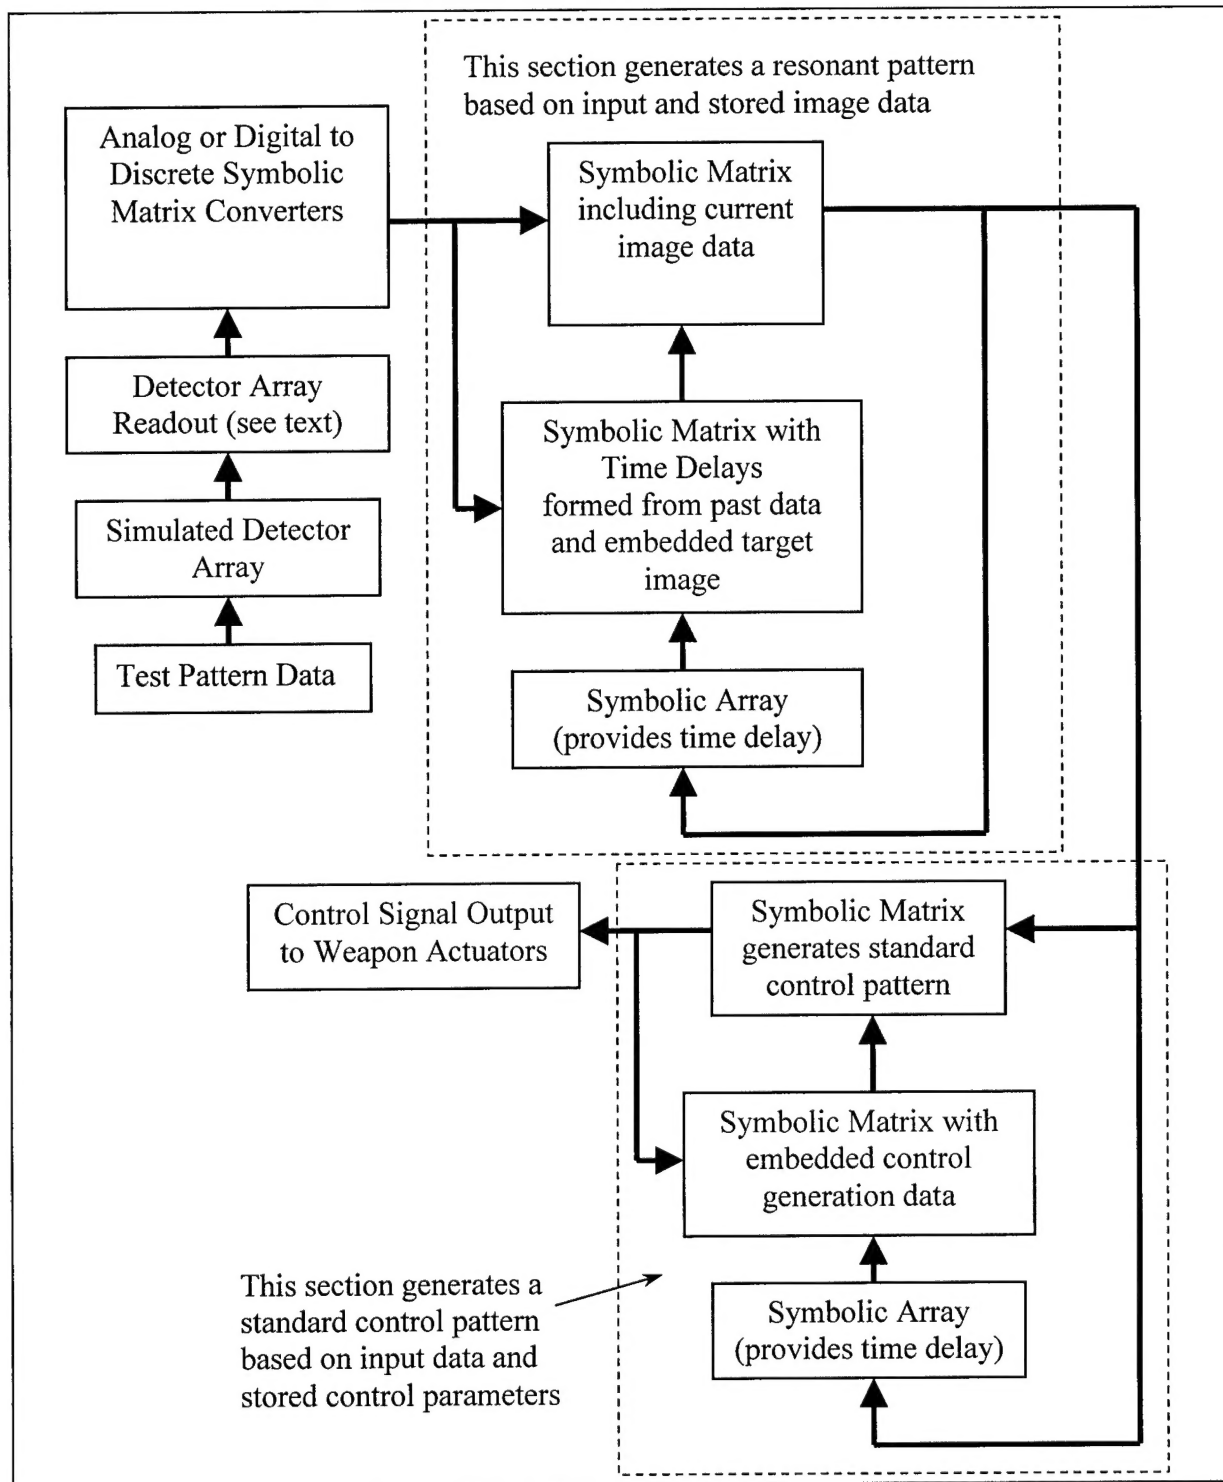 This section generates a resonant pattern
based on input and stored image data
Analog or Digital to
Discrete Symbolic
Matrix Converters
Symbolic Matrix
including current
image data
Detector Array
Readout (see text)
Symbolic Matrix with
Time Delays
formed from past data
and embedded target
image
Simulated Detector
Array
Test Pattern Data
Symbolic Array
(provides time delay)
Control Signal Output
to Weapon Actuators
Symbolic Matrix
generates standard
control pattern
Symbolic Matrix with
embedded control
generation data
This section generates a
standard control pattern
based on input data and
stored control parameters
Symbolic Array
(provides time delay)